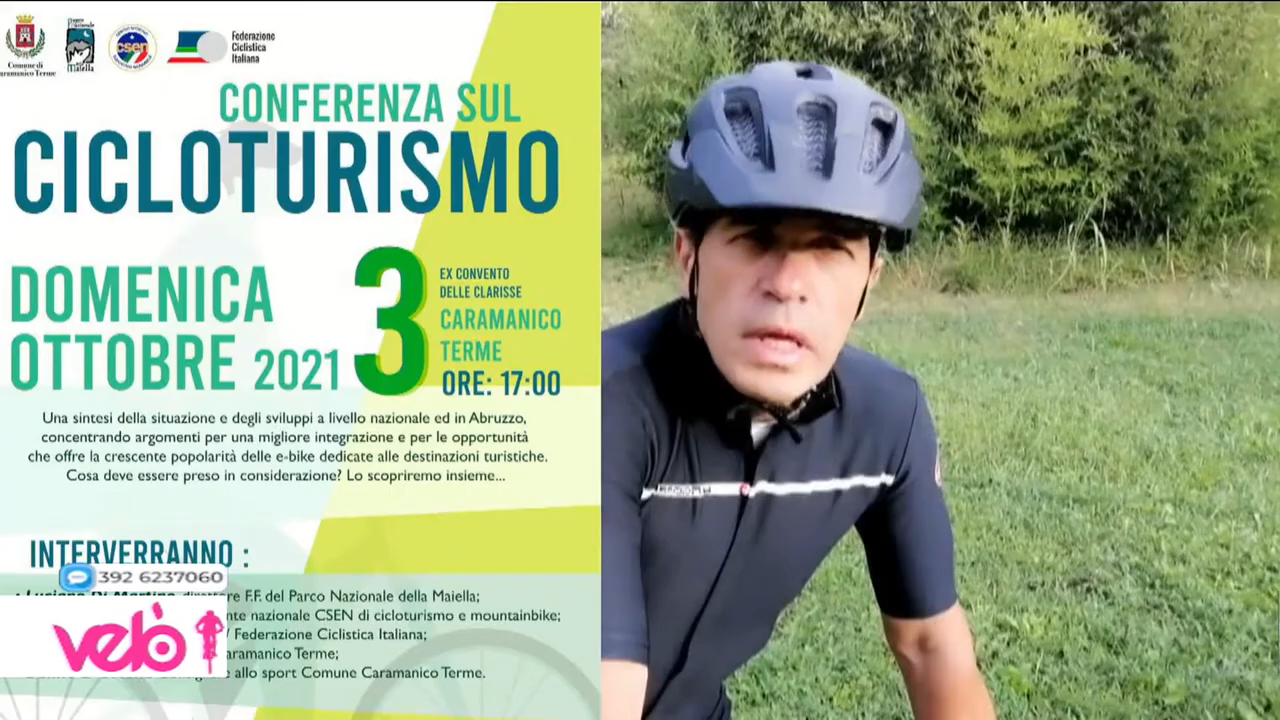 Comune di
Caramanico Terme
Parco Nazionale
Maiella
csen
Federazione
Ciclistica
Italiana
CONFERENZA SUL
CICLOTURISMO
DOMENICA
OTTOBRE 2021
3
EX CONVENTO
DELLE CLARISSE
CARAMANICO
TERME
ORE: 17:00
Una sintesi della situazione e degli sviluppi a livello nazionale ed in Abruzzo,
concentrando argomenti per una migliore integrazione e per le opportunità
che offre la crescente popolarità delle e-bike dedicate alle destinazioni turistiche.
Cosa deve essere preso in considerazione? Lo scopriremo insieme...
INTERVERRANNO :
392 6237060
F.F. del Parco Nazionale della Maiella;
nazionale CSEN di cicloturismo e mountainbike;
/ Federazione Ciclistica Italiana;
Terme;
allo sport Comune Caramanico Terme.
velò